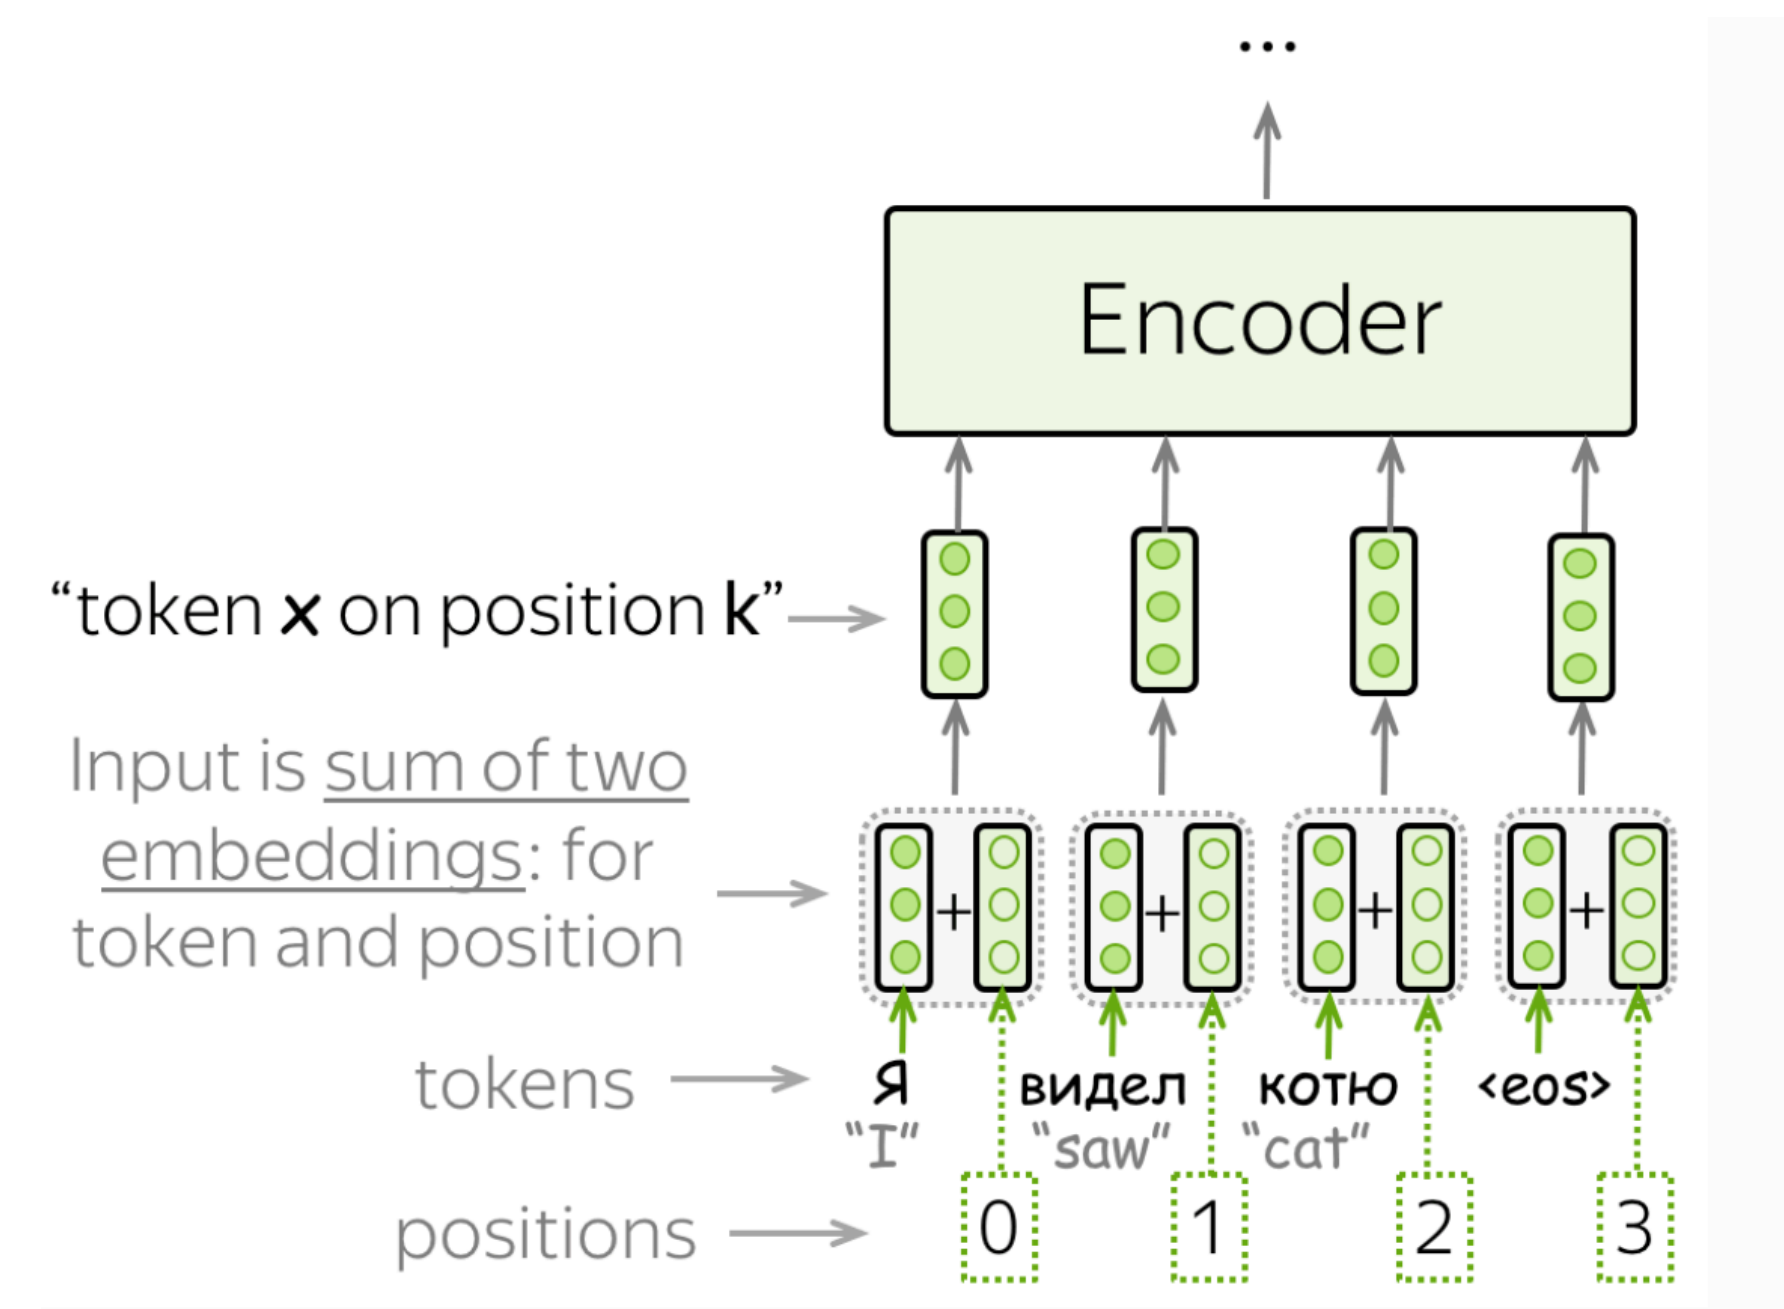 ...
Encoder
“token x on position k”
Input is sum of two
embeddings: for
token and position
+ + + +
tokens Я видел котю <eos>
“I” “saw” “cat”
positions 0 1 2 3